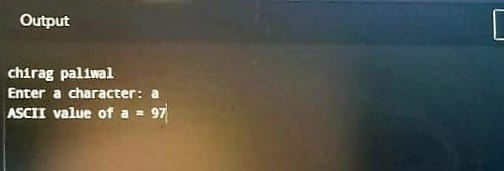 Output
chirag paliwal
Enter a character: a
ASCII value of a = 97